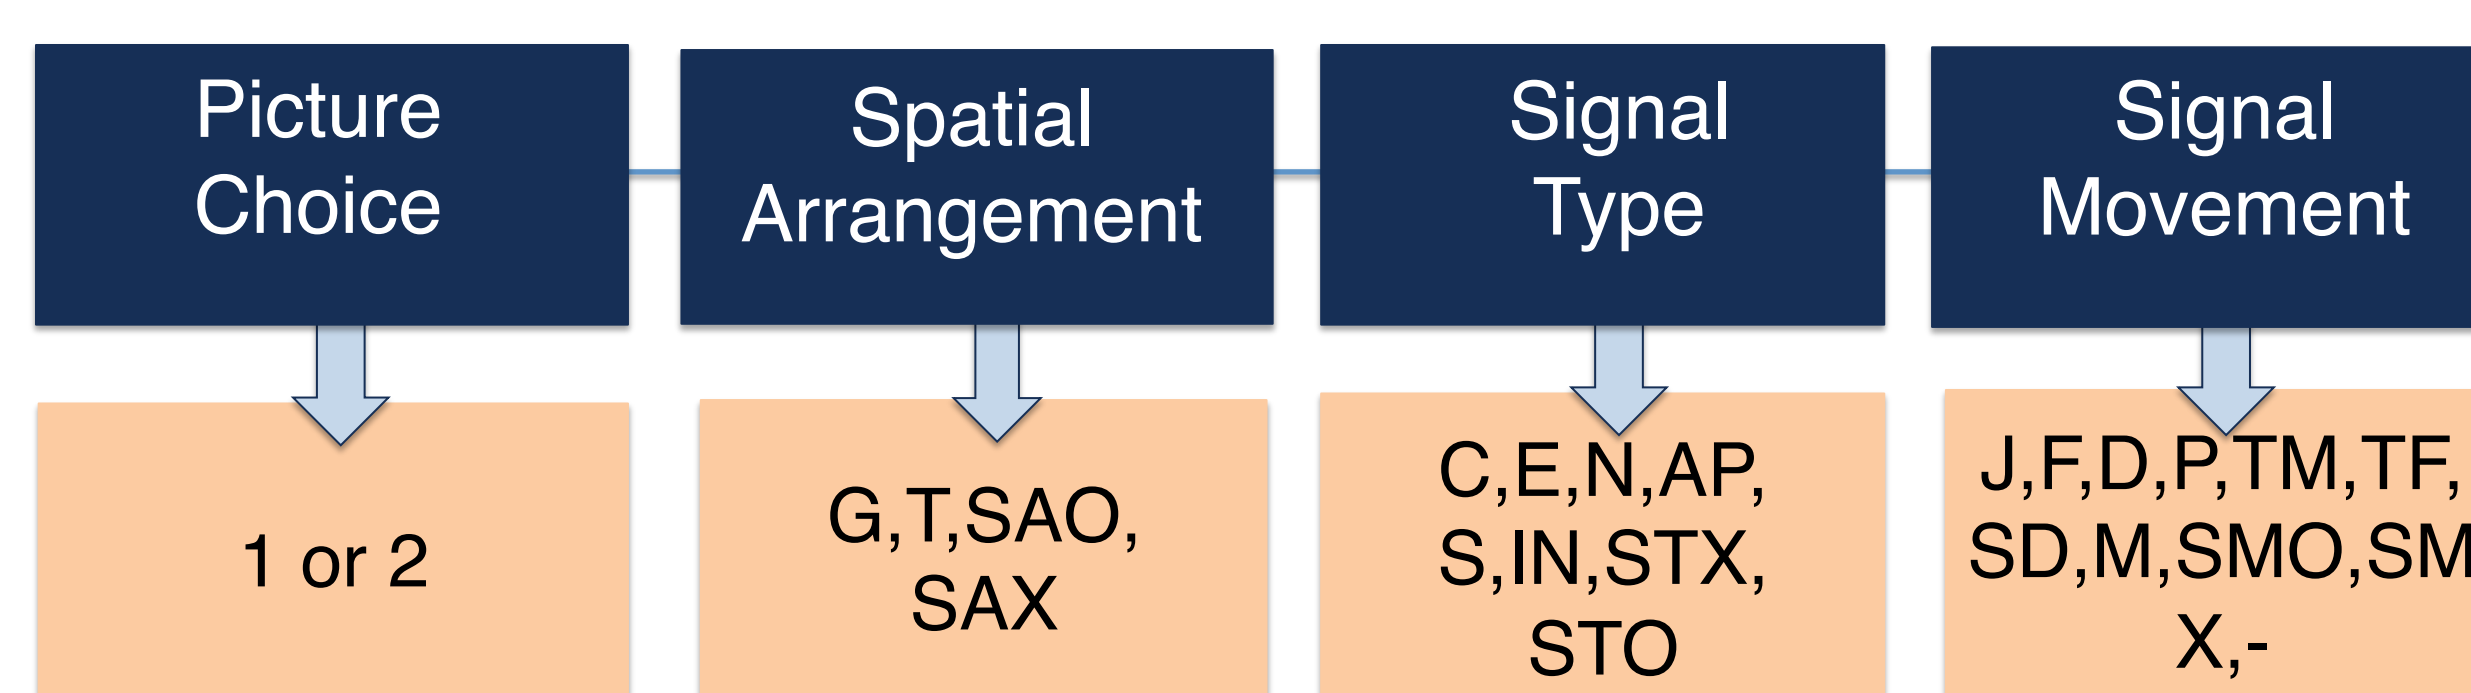 Picture
Choice
Spatial
Arrangement
Signal
Type
Signal
Movement
1 or 2
G,T,SAO,
SAX
C,E,N,AP,
S,IN,STX,
STO
J,F,D,P,TM,TF,
SD,M,SMO,SM
X,-